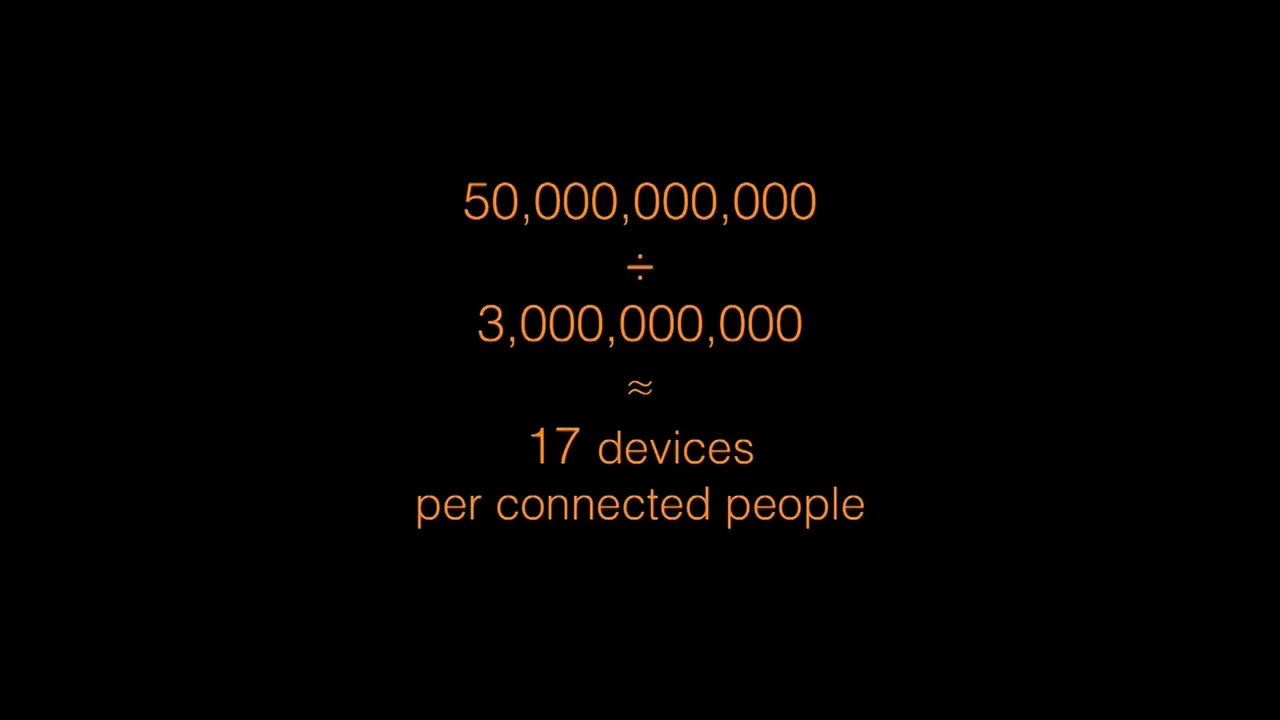 50,000,000,000
÷
3,000,000,000
≈
17 devices
per connected people